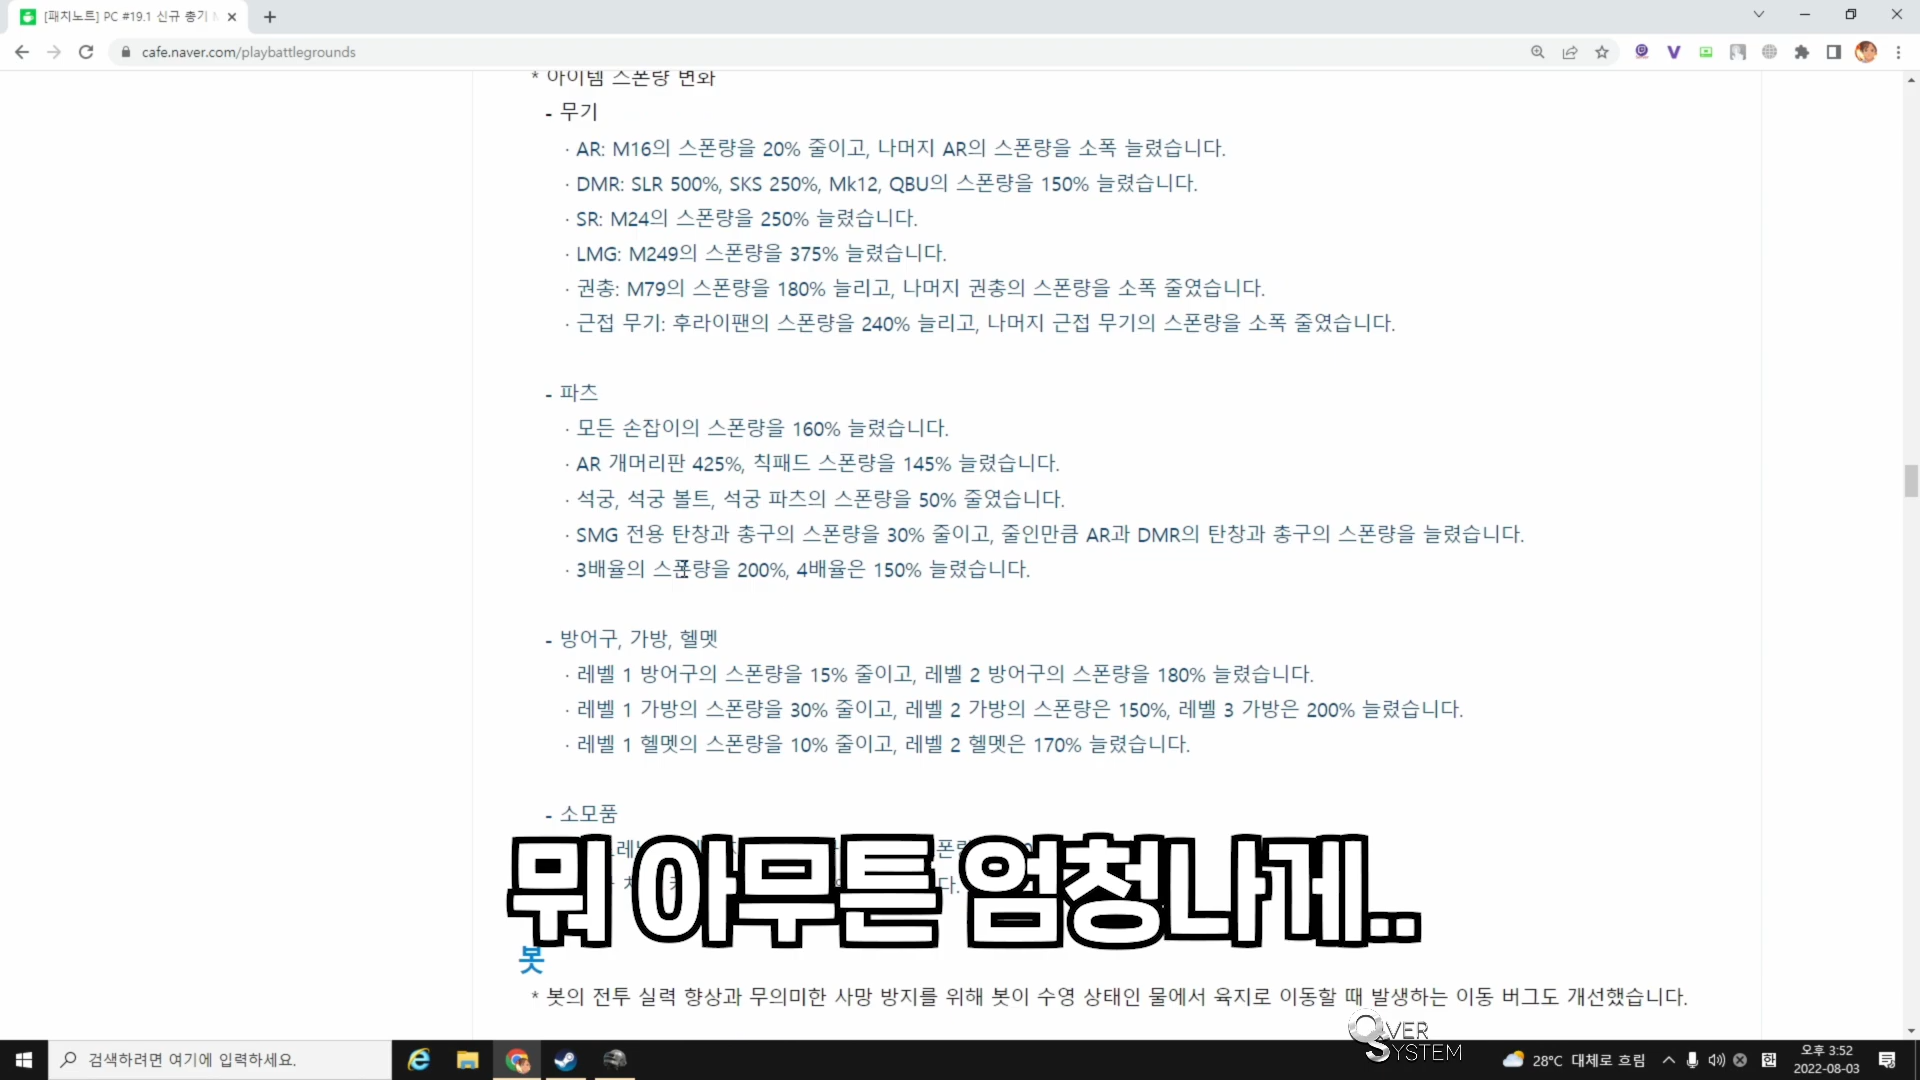 [패치노트] PC #19.1 신규 총기
cafe.naver.com/playbattlegrounds
* 아이템 스폰량 변화
- 무기
· AR: M16의 스폰량을 20% 줄이고, 나머지 AR의 스폰량을 소폭 늘렸습니다.
· DMR: SLR 500%, SKS 250%, Mk12, QBU의 스폰량을 150% 늘렸습니다.
· SR: M24의 스폰량을 250% 늘렸습니다.
· LMG: M249의 스폰량을 375% 늘렸습니다.
· 권총: M79의 스폰량을 180% 늘리고, 나머지 권총의 스폰량을 소폭 줄였습니다.
· 근접 무기: 후라이팬의 스폰량을 240% 늘리고, 나머지 근접 무기의 스폰량을 소폭 줄였습니다.
- 파츠
· 모든 손잡이의 스폰량을 160% 늘렸습니다.
· AR 개머리판 425%, 칙패드 스폰량을 145% 늘렸습니다.
· 석궁, 석궁 볼트, 석궁 파츠의 스폰량을 50% 줄였습니다.
· SMG 전용 탄창과 총구의 스폰량을 30% 줄이고, 줄인만큼 AR과 DMR의 탄창과 총구의 스폰량을 늘렸습니다.
· 3배율의 스폰량을 200%, 4배율은 150% 늘렸습니다.
- 방어구, 가방, 헬멧
· 레벨 1 방어구의 스폰량을 15% 줄이고, 레벨 2 방어구의 스폰량을 180% 늘렸습니다.
· 레벨 1 가방의 스폰량을 30% 줄이고, 레벨 2 가방의 스폰량은 150%, 레벨 3 가방은 200% 늘렸습니다.
· 레벨 1 헬멧의 스폰량을 10% 줄이고, 레벨 2 헬멧은 170% 늘렸습니다.
- 소모품
뭐 아무튼 엄청나게..
봇
* 봇의 전투 실력 향상과 무의미한 사망 방지를 위해 봇이 수영 상태인 물에서 육지로 이동할 때 발생하는 이동 버그도 개선했습니다.
OVER
SYSTEM
검색하려면 여기에 입력하세요.
28°C 대체로 흐림
한
오후 3:52
2022-08-03